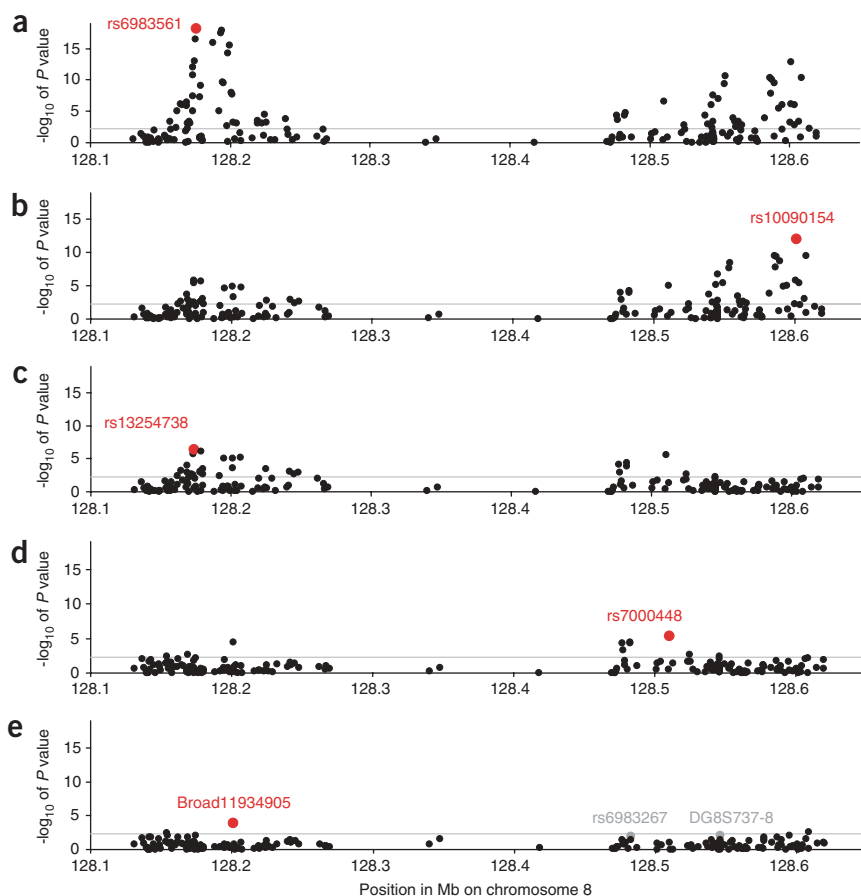 a
rs6983561
-log10 of P value
15
10
5
0
128.1 128.2 128.3 128.4 128.5 128.6
b
rs10090154
-log10 of P value
15
10
5
0
128.1 128.2 128.3 128.4 128.5 128.6
c
rs13254738
-log10 of P value
15
10
5
0
128.1 128.2 128.3 128.4 128.5 128.6
d
rs7000448
-log10 of P value
15
10
5
0
128.1 128.2 128.3 128.4 128.5 128.6
e
Broad11934905
rs6983267 DG8S737-8
-log10 of P value
15
10
5
0
128.1 128.2 128.3 128.4 128.5 128.6
Position in Mb on chromosome 8